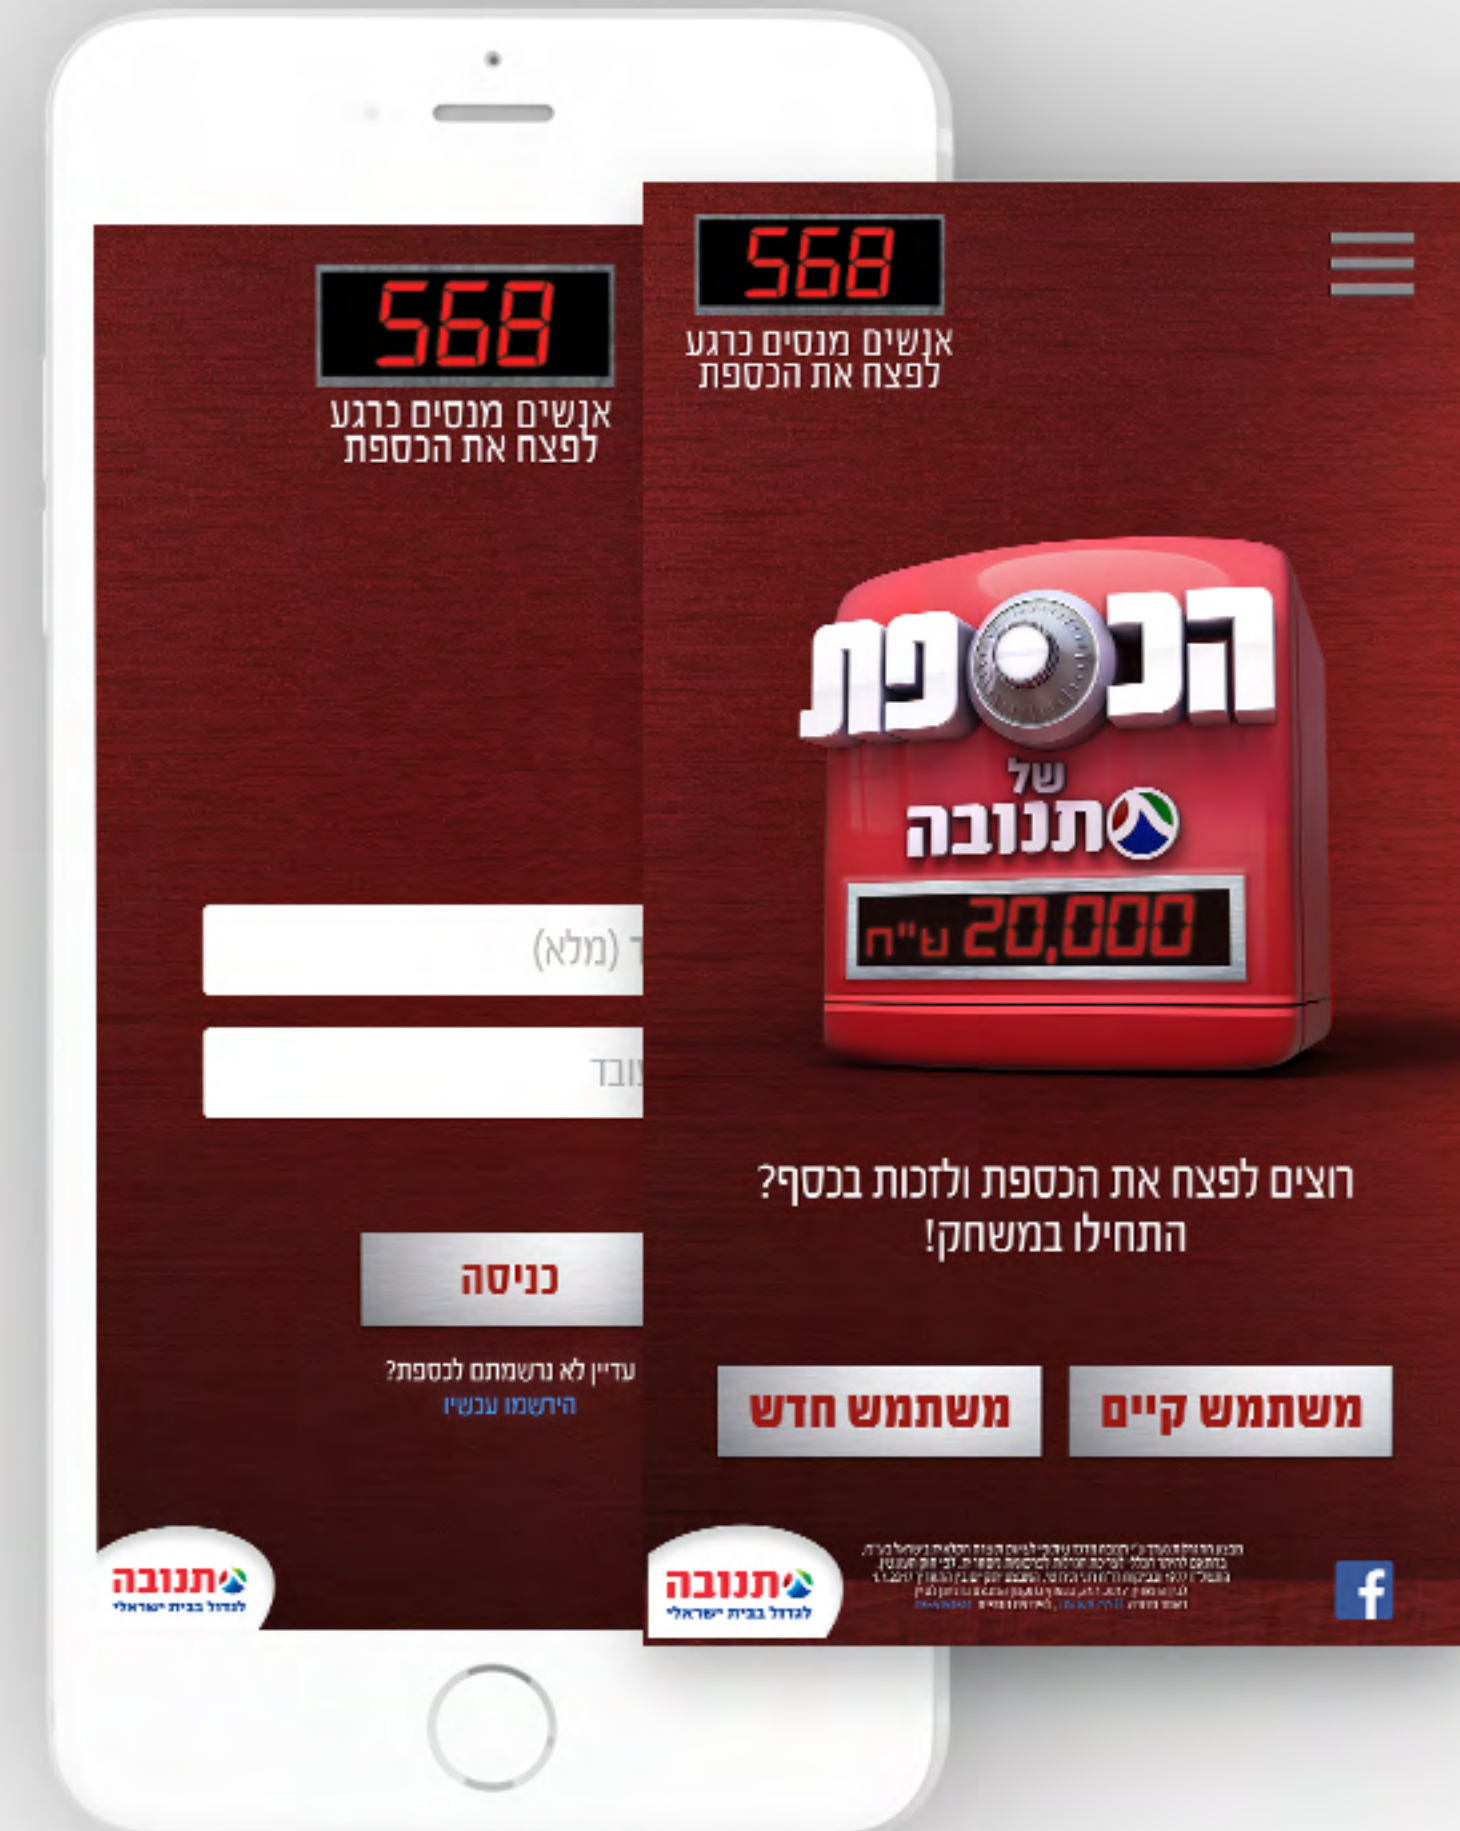 568
אנשים מנסים כרגע
לפצח את הכספת
(מלא)
כניסה
עדיין לא נרשמתם לכספת?
הירשמו עכשיו
תנובה
לגדול בבית ישראלי
568
אנשים מנסים כרגע
לפצח את הכספת
הכספת
של
תנובה
20,000 ש"ח
רוצים לפצח את הכספת ולזכות בכסף?
התחילו במשחק!
משתמש קיים
משתמש חדש
תנובה
לגדול בבית ישראלי
f